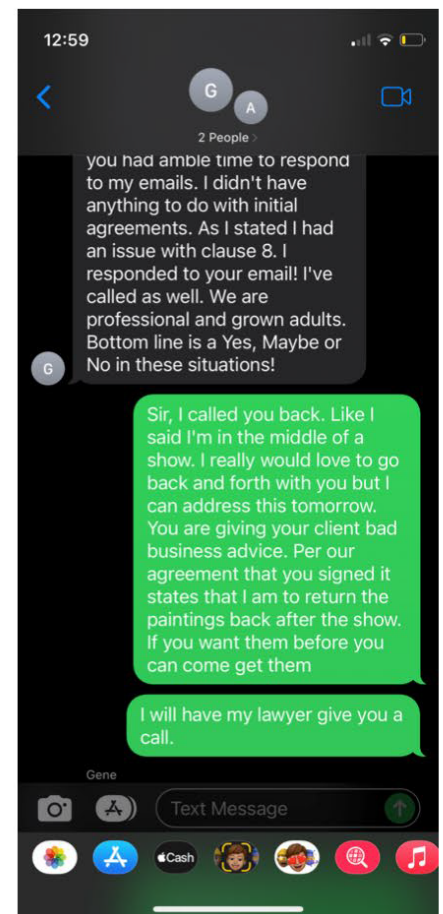 12:59
G
A
2 People
you had amble time to respond
to my emails. I didn't have
anything to do with initial
agreements. As I stated I had
an issue with clause 8. I
responded to your email! I've
called as well. We are
professional and grown adults.
Bottom line is a Yes, Maybe or
No in these situations!
G
Sir, I called you back. Like I
said I'm in the middle of a
show. I really would love to go
back and forth with you but I
can address this tomorrow.
You are giving your client bad
business advice. Per our
agreement that you signed it
states that I am to return the
paintings back after the show.
If you want them before you
can come get them
I will have my lawyer give you a
call.
Gene
Text Message
Cash